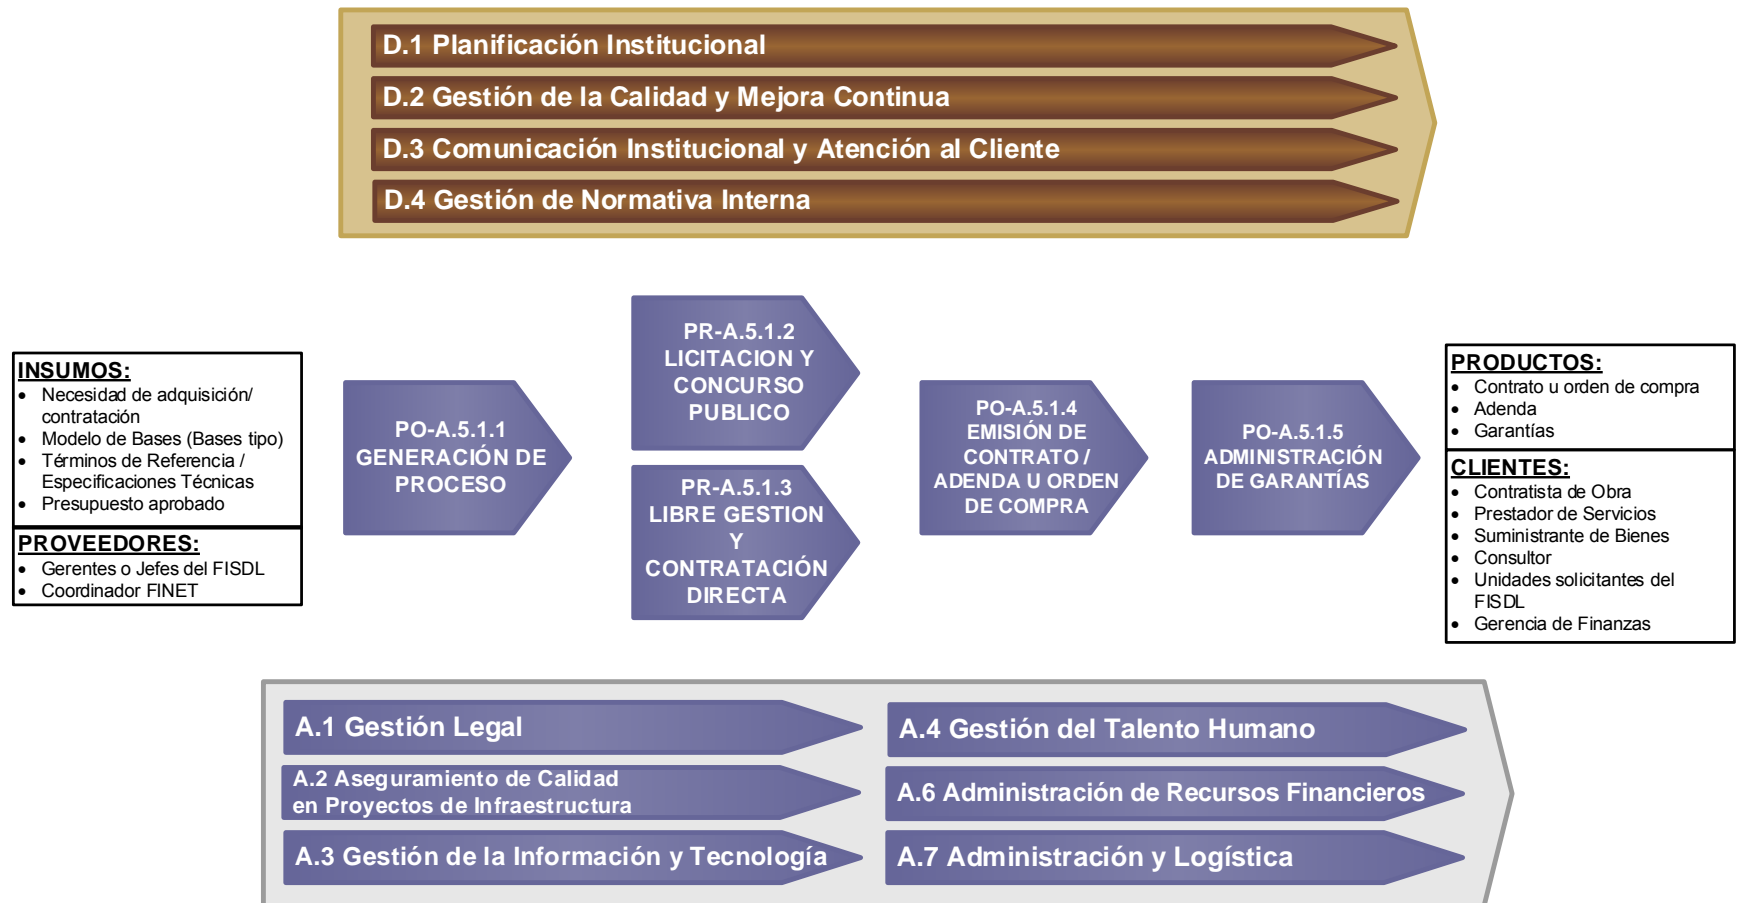 D.1 Planificación Institucional
D.2 Gestión de la Calidad y Mejora Continua
D.3 Comunicación Institucional y Atención al Cliente
D.4 Gestión de Normativa Interna
INSUMOS:
• Necesidad de adquisición/
contratación
• Modelo de Bases (Bases tipo)
• Términos de Referencia /
Especificaciones Técnicas
• Presupuesto aprobado
PROVEEDORES:
• Gerentes o Jefes del FISDL
• Coordinador FINET
PO-A.5.1.1
GENERACIÓN DE
PROCESO
PR-A.5.1.2
LICITACION Y
CONCURSO
PUBLICO
PR-A.5.1.3
LIBRE GESTION
Y
CONTRATACIÓN
DIRECTA
PO-A.5.1.4
EMISIÓN DE
CONTRATO /
ADENDA U ORDEN
DE COMPRA
PO-A.5.1.5
ADMINISTRACIÓN
DE GARANTÍAS
PRODUCTOS:
• Contrato u orden de compra
• Adenda
• Garantías
CLIENTES:
• Contratista de Obra
• Prestador de Servicios
• Suministrante de Bienes
• Consultor
• Unidades solicitantes del
FISDL
• Gerencia de Finanzas
A.1 Gestión Legal
A.2 Aseguramiento de Calidad
en Proyectos de Infraestructura
A.3 Gestión de la Información y Tecnología
A.4 Gestión del Talento Humano
A.6 Administración de Recursos Financieros
A.7 Administración y Logística